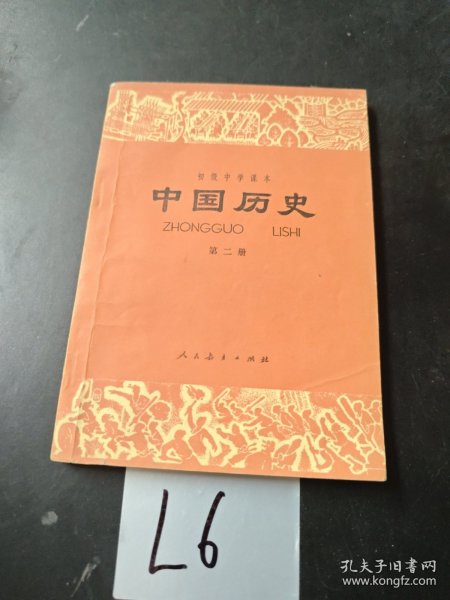 初级中学课本
中国历史
ZHONGGUO LISHI
第二册
人民教育出版社
L6
孔夫子旧书网
www.kongfz.com